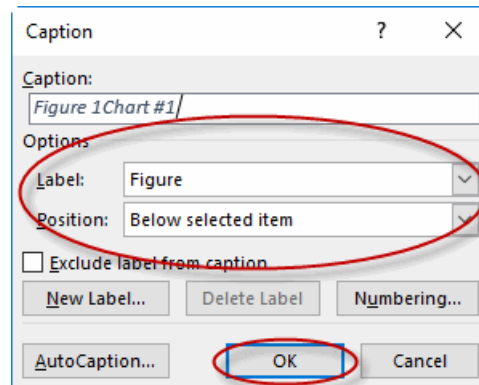 Caption ? ×
Caption:
Figure 1Chart #1
Options
Label: Figure
Position: Below selected item
Exclude label from caption
New Label... Delete Label Numbering...
AutoCaption... OK Cancel